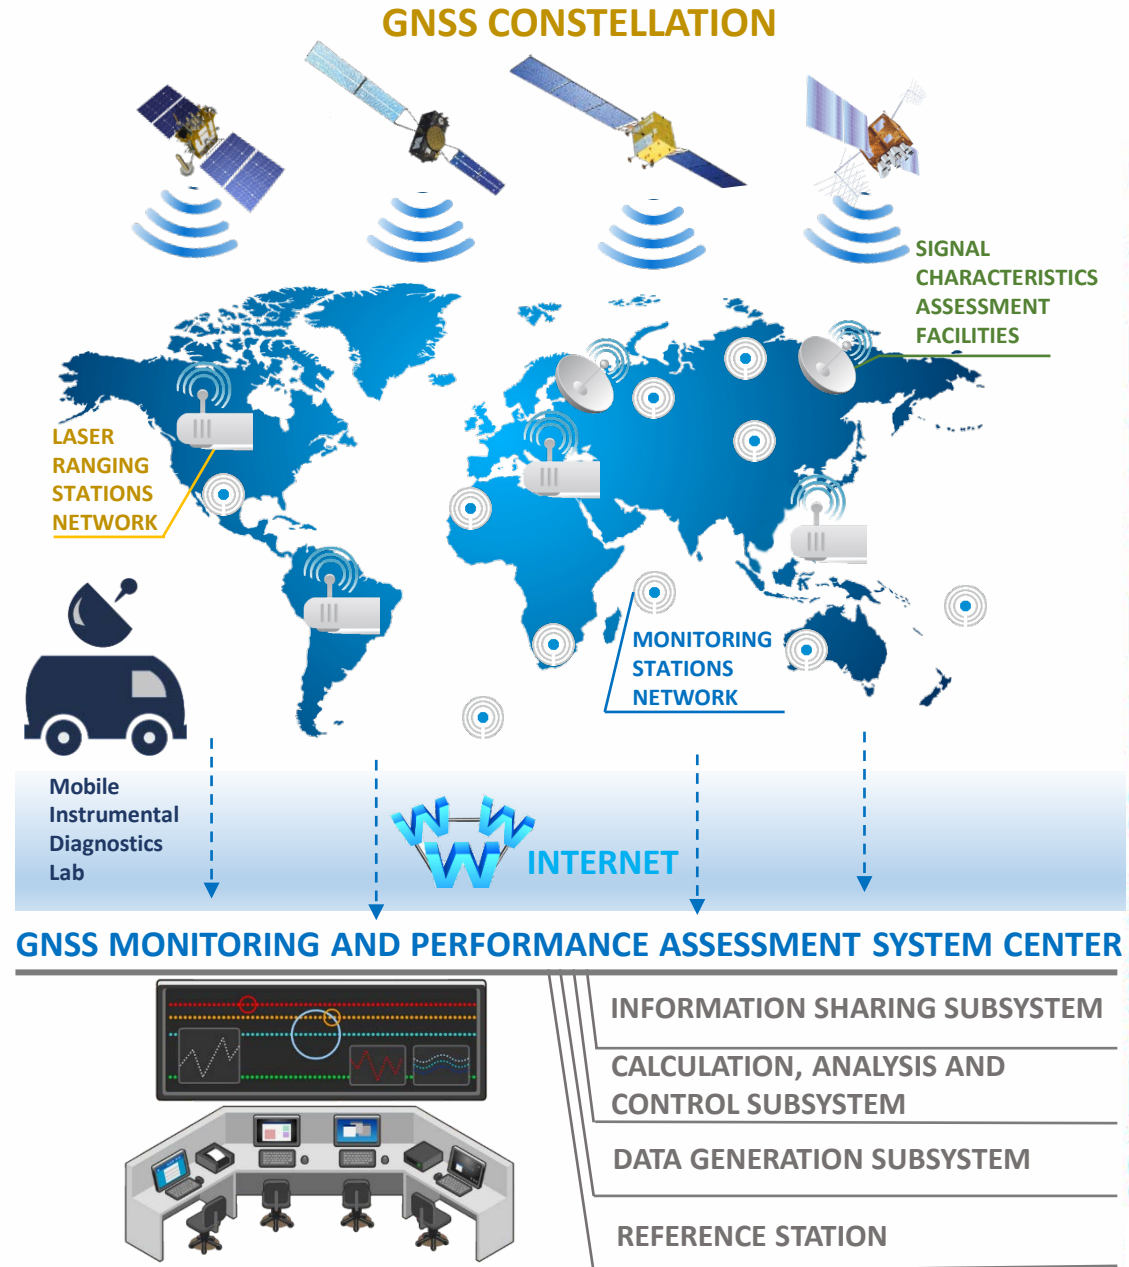 GNSS CONSTELLATION
SIGNAL
CHARACTERISTICS
ASSESSMENT
FACILITIES
LASER
RANGING
STATIONS
NETWORK
MONITORING
STATIONS
NETWORK
Mobile
Instrumental
Diagnostics
Lab
WWW
INTERNET
GNSS MONITORING AND PERFORMANCE ASSESSMENT SYSTEM CENTER
INFORMATION SHARING SUBSYSTEM
CALCULATION, ANALYSIS AND
CONTROL SUBSYSTEM
DATA GENERATION SUBSYSTEM
REFERENCE STATION